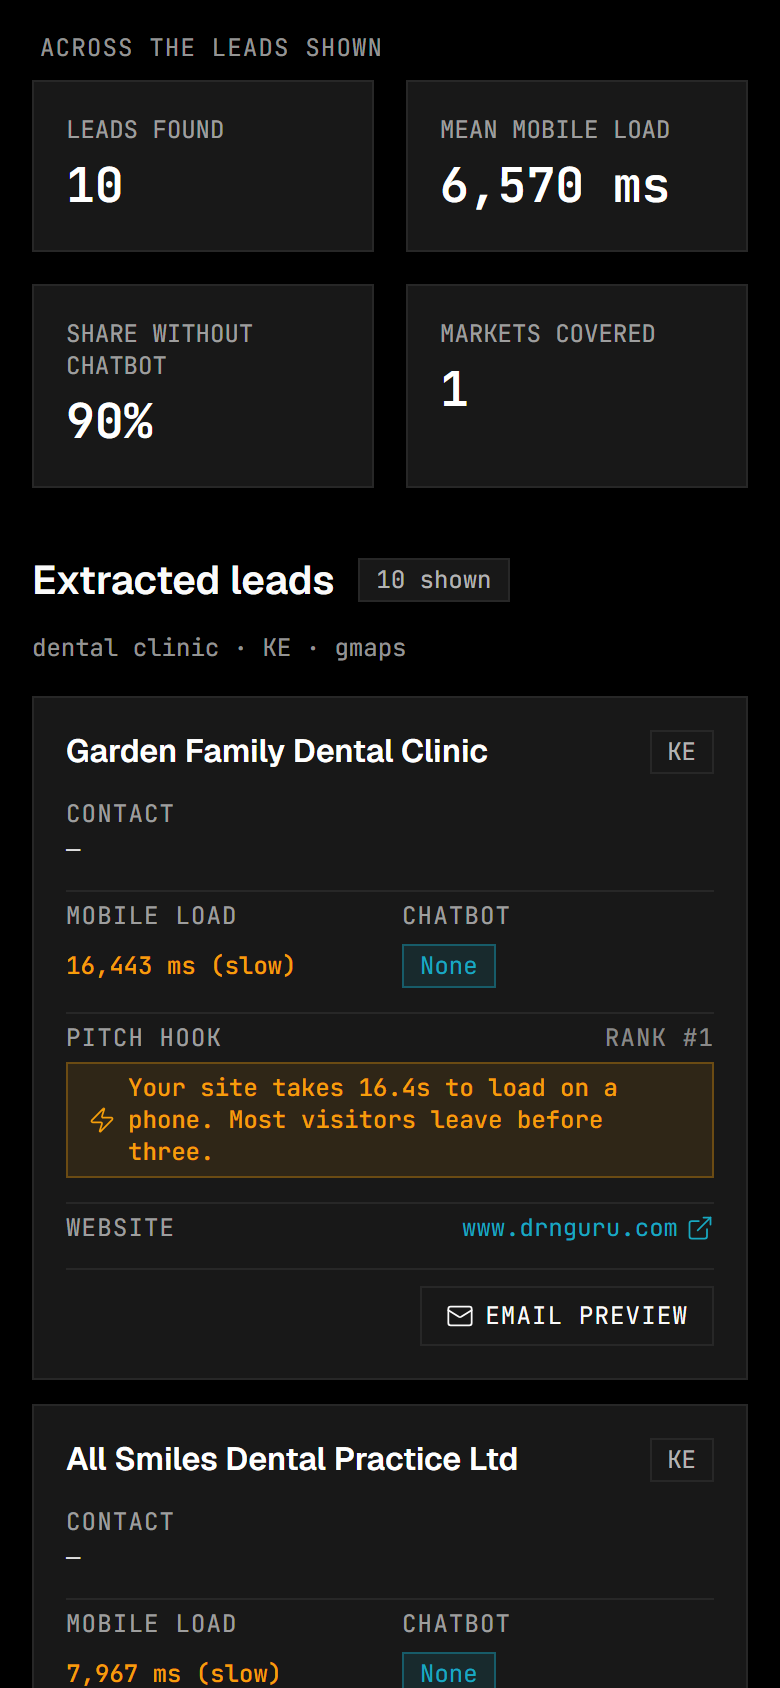 ACROSS THE LEADS SHOWN
LEADS FOUND
10
MEAN MOBILE LOAD
6,570 ms
SHARE WITHOUT
CHATBOT
90%
MARKETS COVERED
1
Extracted leads
10 shown
dental clinic · KE · gmaps
Garden Family Dental Clinic
KE
CONTACT
—
MOBILE LOAD
CHATBOT
16,443 ms (slow)
None
PITCH HOOK
RANK #1
Your site takes 16.4s to load on a
phone. Most visitors leave before
three.
WEBSITE
www.drnguru.com
EMAIL PREVIEW
All Smiles Dental Practice Ltd
KE
CONTACT
—
MOBILE LOAD
CHATBOT
7,967 ms (slow)
None